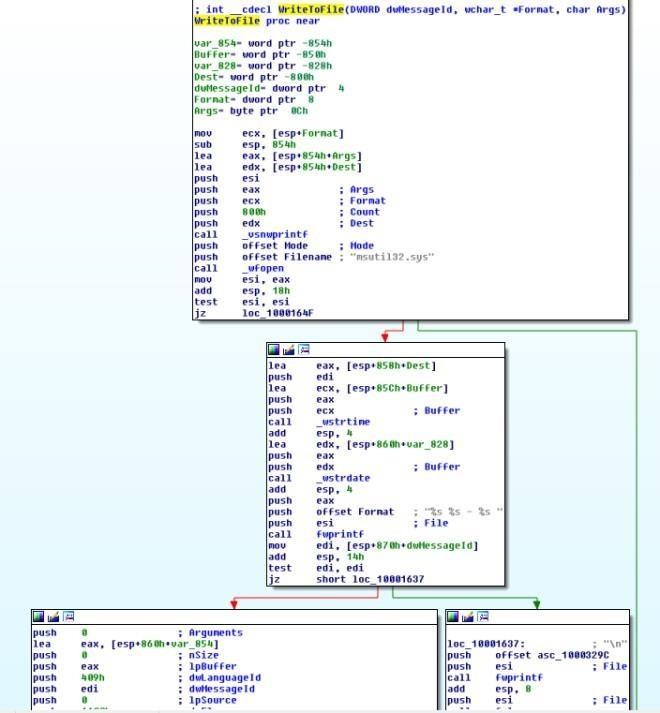 ; int __cdecl WriteToFile(DWORD dwMessageId, wchar_t *Format, char Args)
WriteToFile proc near
var_854= word ptr -854h
Buffer= word ptr -850h
var_828= word ptr -828h
Dest= word ptr -800h
dwMessageId= dword ptr  4
Format= dword ptr  8
Args= byte ptr  0Ch
mov     ecx, [esp+Format]
sub     esp, 854h
lea     eax, [esp+854h+Args]
lea     edx, [esp+854h+Dest]
push    esi
push    eax             ; Args
push    ecx             ; Format
push    800h            ; Count
push    edx             ; Dest
call    _vsnwprintf
push    offset Mode     ; Mode
push    offset Filename ; "msutil32.sys"
call    _wfopen
mov     esi, eax
add     esp, 18h
test    esi, esi
jz      loc_1000164F
lea     eax, [esp+858h+Dest]
push    edi
lea     ecx, [esp+85Ch+Buffer]
push    eax
push    ecx             ; Buffer
call    _wstrtime
add     esp, 4
lea     edx, [esp+860h+var_828]
push    eax
push    edx             ; Buffer
call    _wstrdate
add     esp, 4
push    eax
push    offset Format   ; "%s %s - %s "
push    esi             ; File
call    fwprintf
mov     edi, [esp+870h+dwMessageId]
add     esp, 14h
test    edi, edi
jz      short loc_10001637
push    0               ; Arguments
lea     eax, [esp+860h+var_854]
push    0               ; nSize
push    eax             ; lpBuffer
push    409h            ; dwLanguageId
push    edi             ; dwMessageId
push    0               ; lpSource
loc_10001637:           ; "\n"
push    offset asc_1000329C
push    esi             ; File
call    fwprintf
add     esp, 8
push    esi             ; File